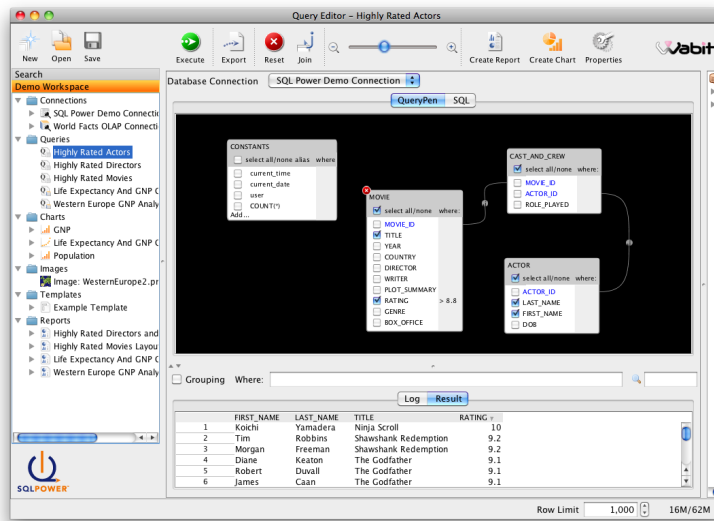 Query Editor – Highly Rated Actors
New Open Save
Execute Export Reset Join Create Report Create Chart Properties
Wabit
Search
Demo Workspace
Connections
SQL Power Demo Connectio
World Facts OLAP Connecti
Queries
Highly Rated Actors
Highly Rated Directors
Highly Rated Movies
Life Expectancy And GNP C
Western Europe GNP Analy
Charts
GNP
Life Expectancy And GNP C
Population
Images
Image: WesternEurope2.pr
Templates
Example Template
Reports
Highly Rated Directors and
Highly Rated Movies Layou
Life Expectancy And GNP C
Western Europe GNP Analy
SQLPOWER
Database Connection SQL Power Demo Connection
QueryPen SQL
CONSTANTS
select all/none alias where
current_time
current_date
user
COUNT(*)
Add...
MOVIE
select all/none where:
MOVIE_ID
TITLE
YEAR
COUNTRY
DIRECTOR
WRITER
PLOT_SUMMARY
RATING > 8.8
GENRE
BOX_OFFICE
CAST_AND_CREW
select all/none where:
MOVIE_ID
ACTOR_ID
ROLE_PLAYED
ACTOR
select all/none where:
ACTOR_ID
LAST_NAME
FIRST_NAME
DOB
Grouping Where:
Log Result
FIRST_NAME LAST_NAME TITLE RATING
1 Koichi Yamadera Ninja Scroll 10
2 Tim Robbins Shawshank Redemption 9.2
3 Morgan Freeman Shawshank Redemption 9.2
4 Diane Keaton The Godfather 9.1
5 Robert Duvall The Godfather 9.1
6 James Caan The Godfather 9.1
Row Limit 1,000 16M/62M